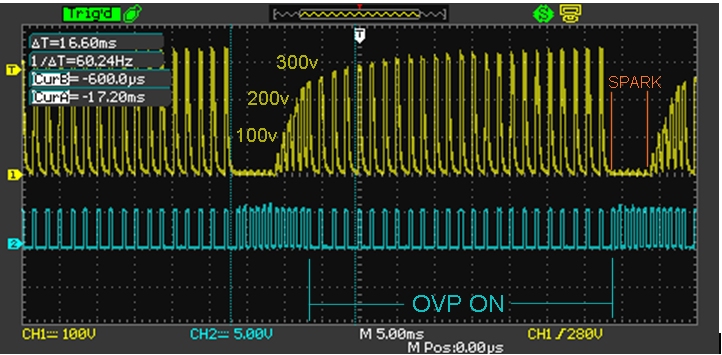 Trig'd
T
S
ΔT=16.60ms
1/ΔT=60.24Hz
CurB=-600.0µs
CurA=-17.20ms
T
300v
200v
100v
SPARK
1
2
OVP ON
CH1 100V
CH2 5.00V
M 5.00ms
CH1 / 280V
M Pos:0.00µs